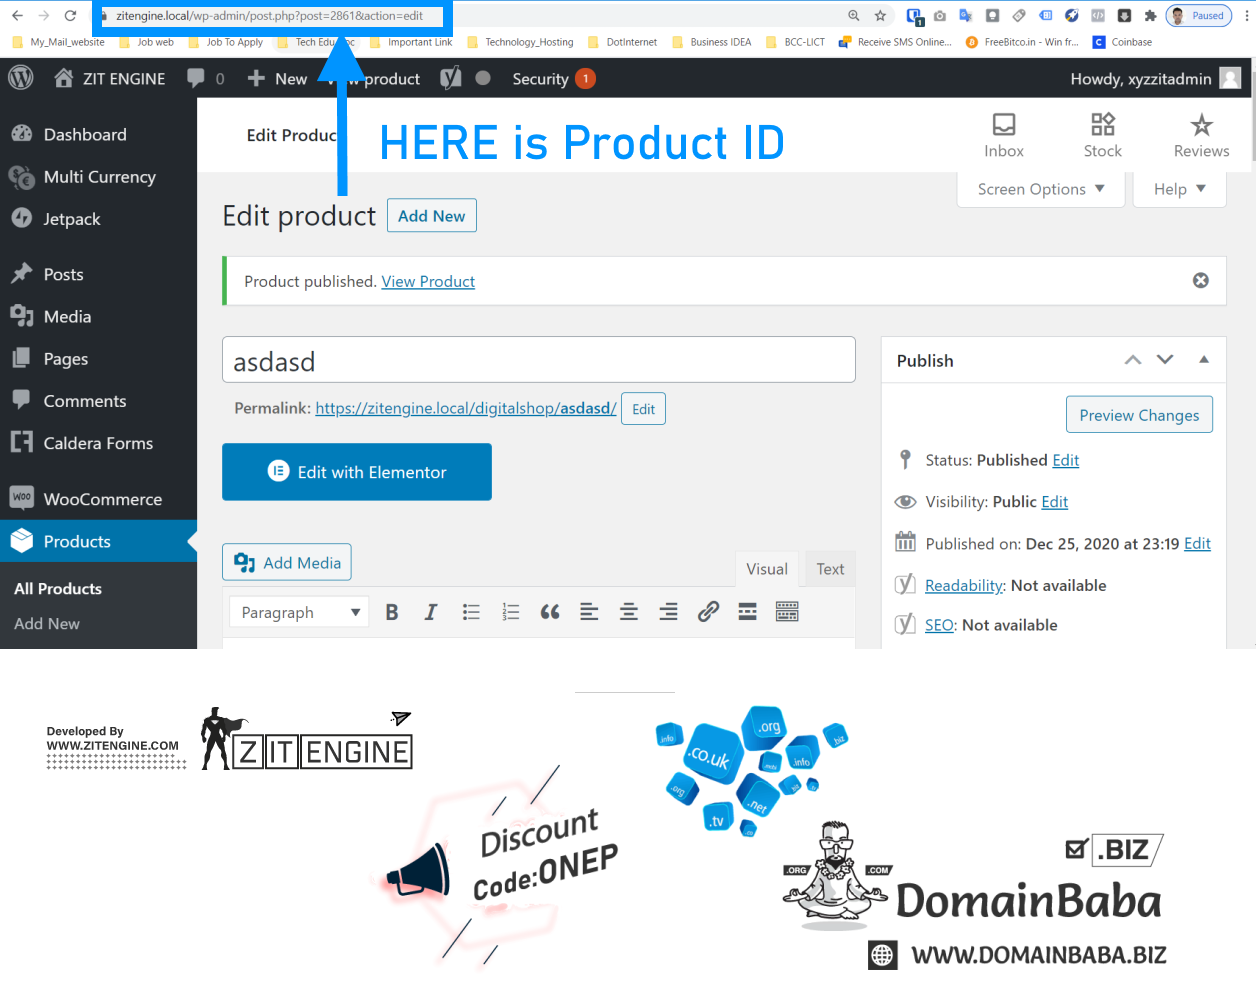 zitengine.local/wp-admin/post.php?post=2861&action=edit
Paused
My_Mail_website Job web Job To Apply Tech Edu Important Link Technology_Hosting DotInternet Business IDEA BCC-LICT Receive SMS Online... FreeBitco.in - Win fr... Coinbase
ZIT ENGINE 0 New product Security 1 Howdy, xyzzitadmin
Edit Produc
HERE is Product ID
Inbox Stock Reviews
Screen Options Help
Dashboard
Multi Currency
Jetpack
Posts
Media
Pages
Comments
Caldera Forms
WooCommerce
Products
All Products
Add New
Edit product Add New
Product published. View Product
asdasd
Permalink: https://zitengine.local/digitalshop/asdasd/ Edit
Edit with Elementor
Add Media
Visual Text
Paragraph
Publish
Preview Changes
Status: Published Edit
Visibility: Public Edit
Published on: Dec 25, 2020 at 23:19 Edit
Readability: Not available
SEO: Not available
Developed By
WWW.ZITENGINE.COM
ZIT ENGINE
Discount
Code:ONEP
.info
.co.uk
.org
.biz
.info
.org
.net
.tv
.ORG .COM
.BIZ
DomainBaba
WWW.DOMAINBABA.BIZ